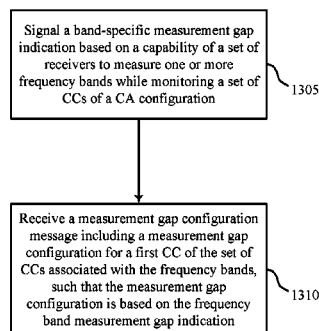 Signal a band-specific measurement gap
indication based on a capability of a set of
receivers to measure one or more
frequency bands while monitoring a set of
CCs of a CA configuration
1305
Receive a measurement gap configuration
message including a measurement gap
configuration for a first CC of the set of
CCs associated with the frequency bands,
such that the measurement gap
configuration is based on the frequency
band measurement gap indication
1310